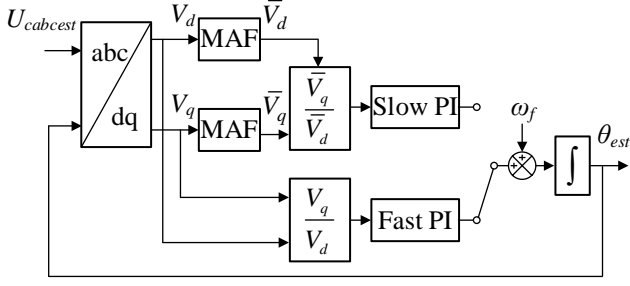 U_cabcest
abc
dq
V_d
MAF
V̅_d
V_q
MAF
V̅_q
V̅_q
V̅_d
Slow PI
V_q
V_d
Fast PI
ω_f
+
+
∫
θ_est